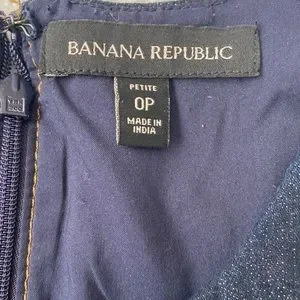 BANANA REPUBLIC
PETITE
0P
MADE IN
INDIA